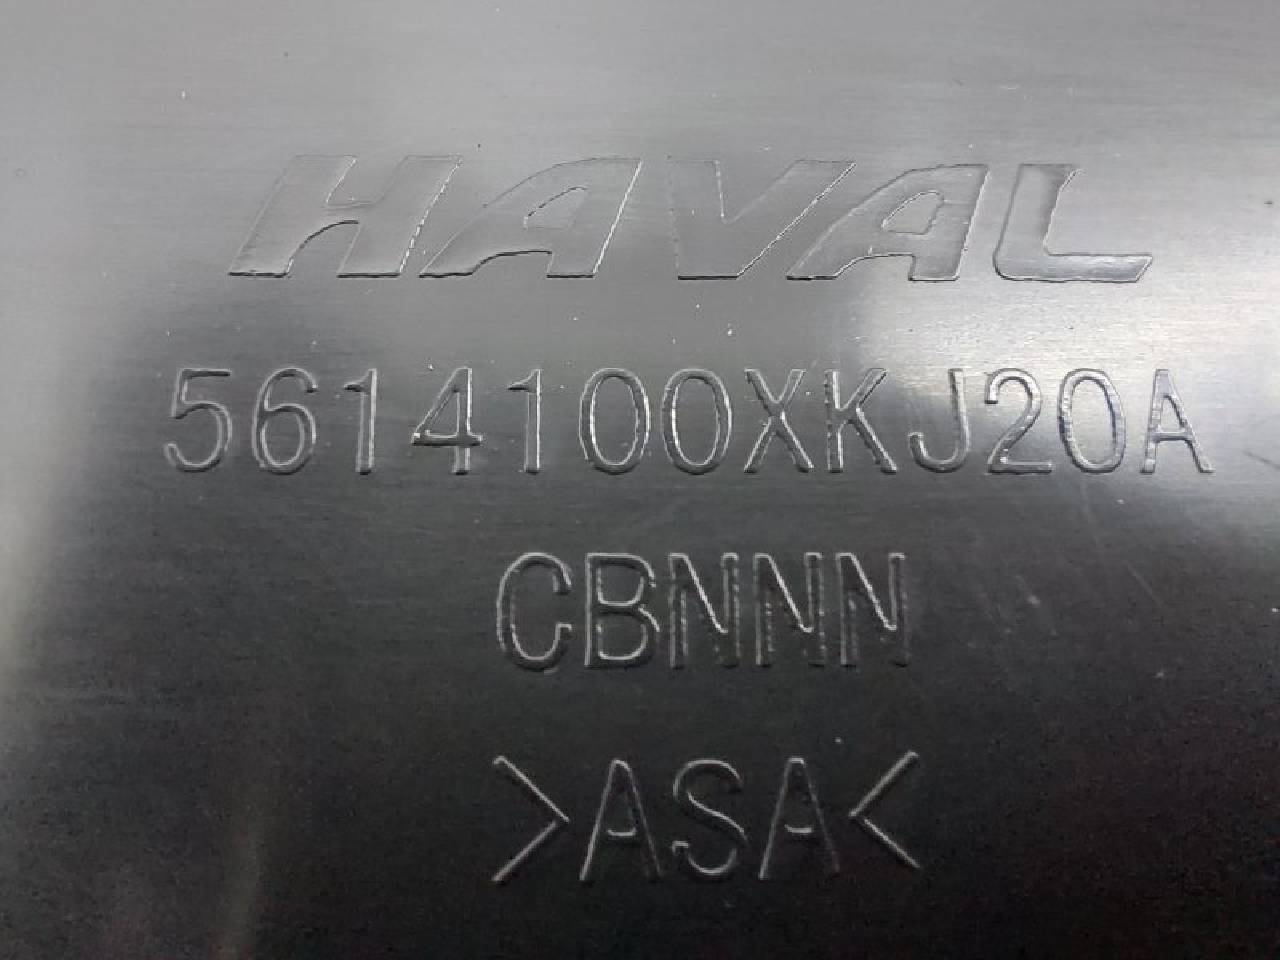 HAVAL
5614100XKJ20A
CBNNN
>ASA<